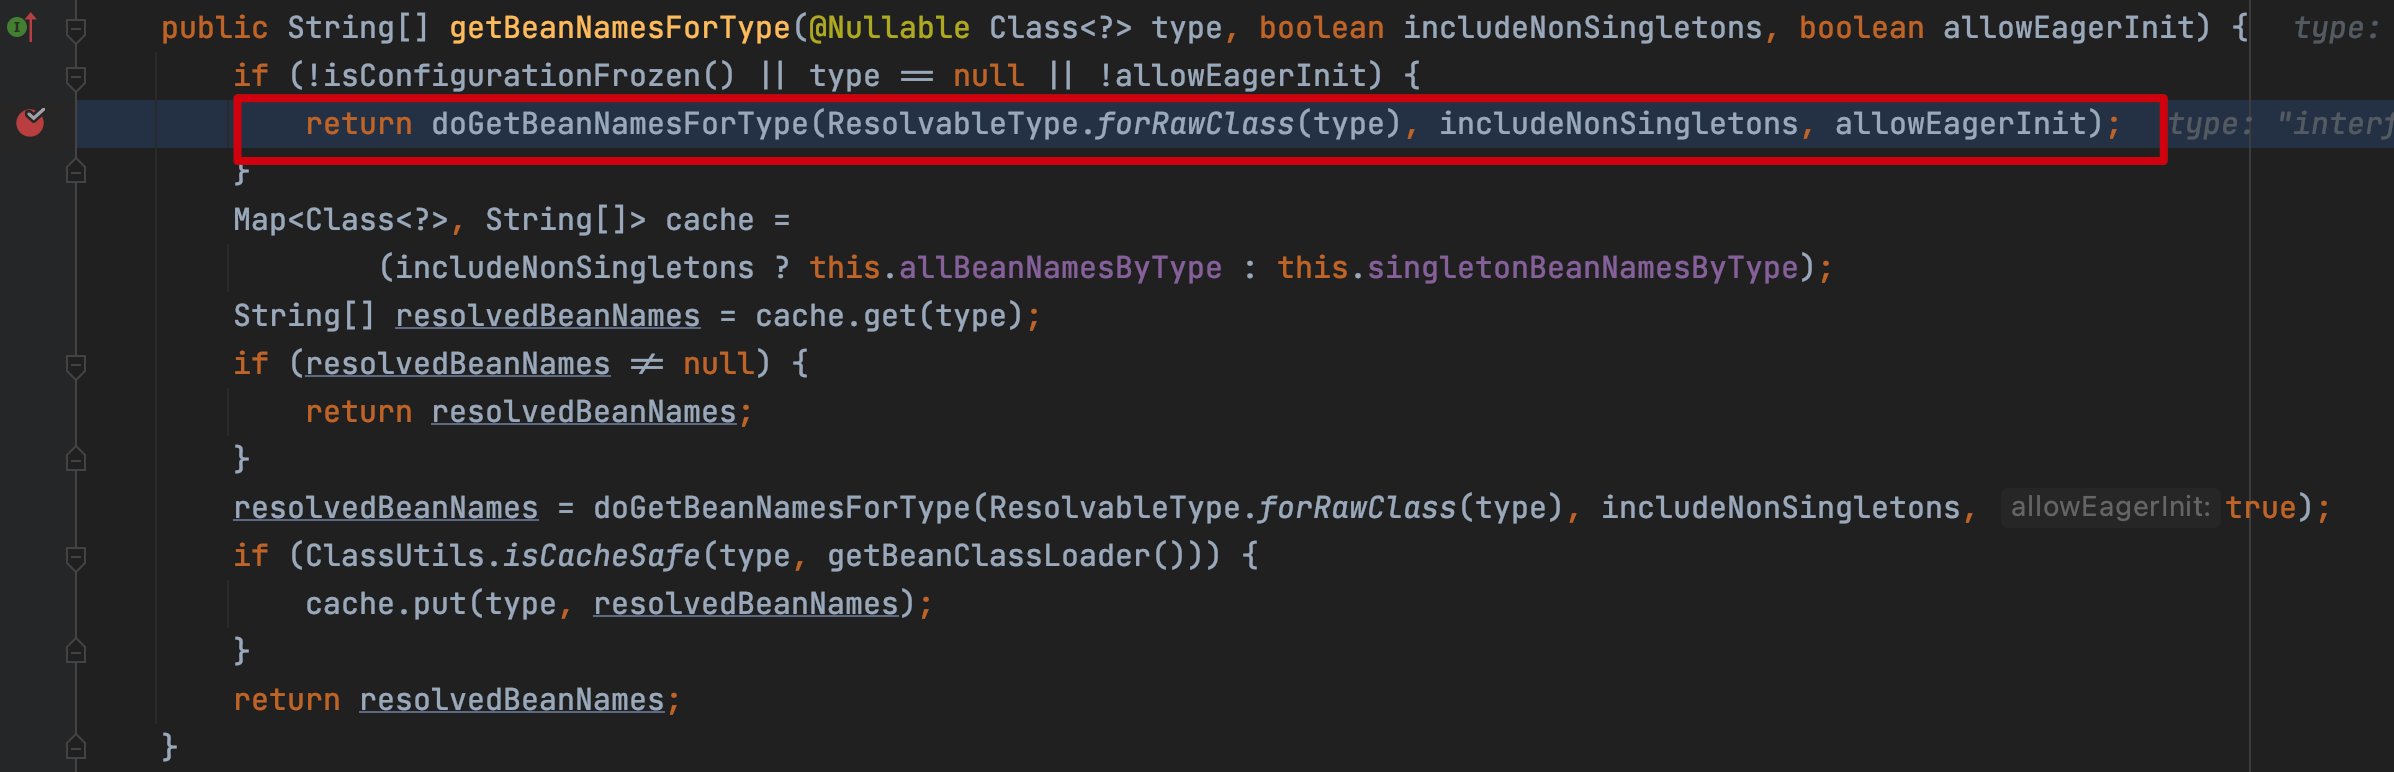 public String[] getBeanNamesForType(@Nullable Class<?> type, boolean includeNonSingletons, boolean allowEagerInit) { type:
if (!isConfigurationFrozen() || type == null || !allowEagerInit) {
return doGetBeanNamesForType(ResolvableType.forRawClass(type), includeNonSingletons, allowEagerInit); type: "interf
}
Map<Class<?>, String[]> cache =
(includeNonSingletons ? this.allBeanNamesByType : this.singletonBeanNamesByType);
String[] resolvedBeanNames = cache.get(type);
if (resolvedBeanNames != null) {
return resolvedBeanNames;
}
resolvedBeanNames = doGetBeanNamesForType(ResolvableType.forRawClass(type), includeNonSingletons, allowEagerInit: true);
if (ClassUtils.isCacheSafe(type, getBeanClassLoader())) {
cache.put(type, resolvedBeanNames);
}
return resolvedBeanNames;
}